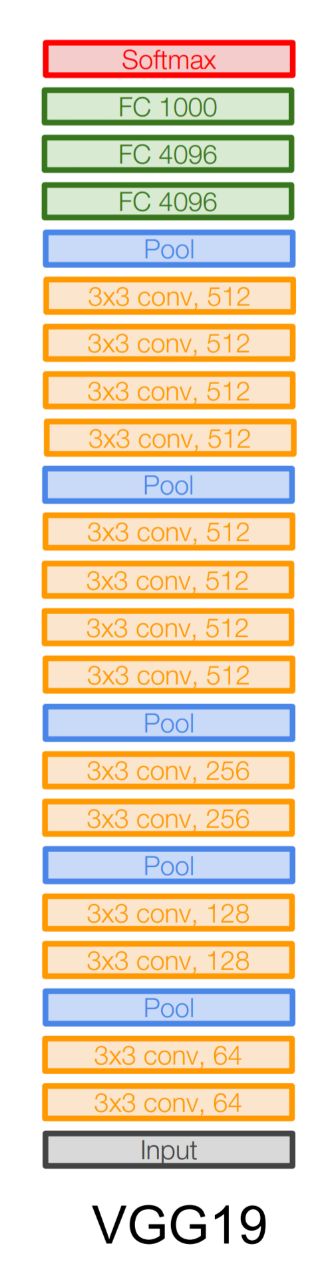 Softmax
FC 1000
FC 4096
FC 4096
Pool
3x3 conv, 512
3x3 conv, 512
3x3 conv, 512
3x3 conv, 512
Pool
3x3 conv, 512
3x3 conv, 512
3x3 conv, 512
3x3 conv, 512
Pool
3x3 conv, 256
3x3 conv, 256
Pool
3x3 conv, 128
3x3 conv, 128
Pool
3x3 conv, 64
3x3 conv, 64
Input
VGG19